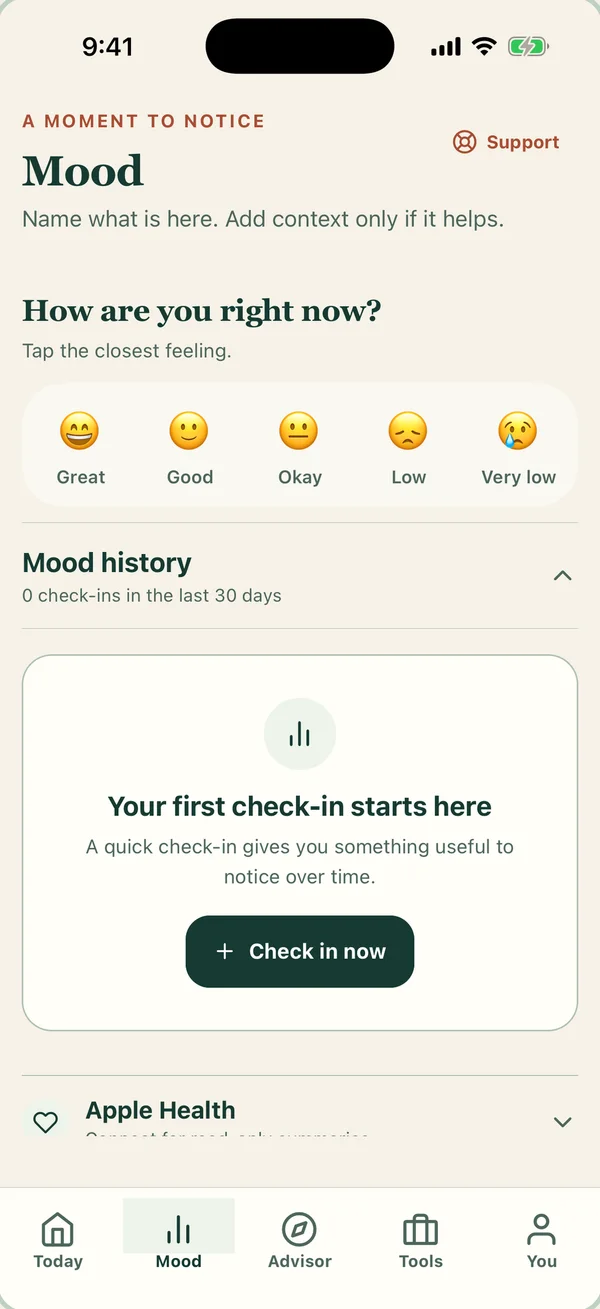 9:41
A MOMENT TO NOTICE
Support
Mood
Name what is here. Add context only if it helps.
How are you right now?
Tap the closest feeling.
Great Good Okay Low Very low
Mood history
0 check-ins in the last 30 days
Your first check-in starts here
A quick check-in gives you something useful to
notice over time.
Check in now
Apple Health
Today Mood Advisor Tools You